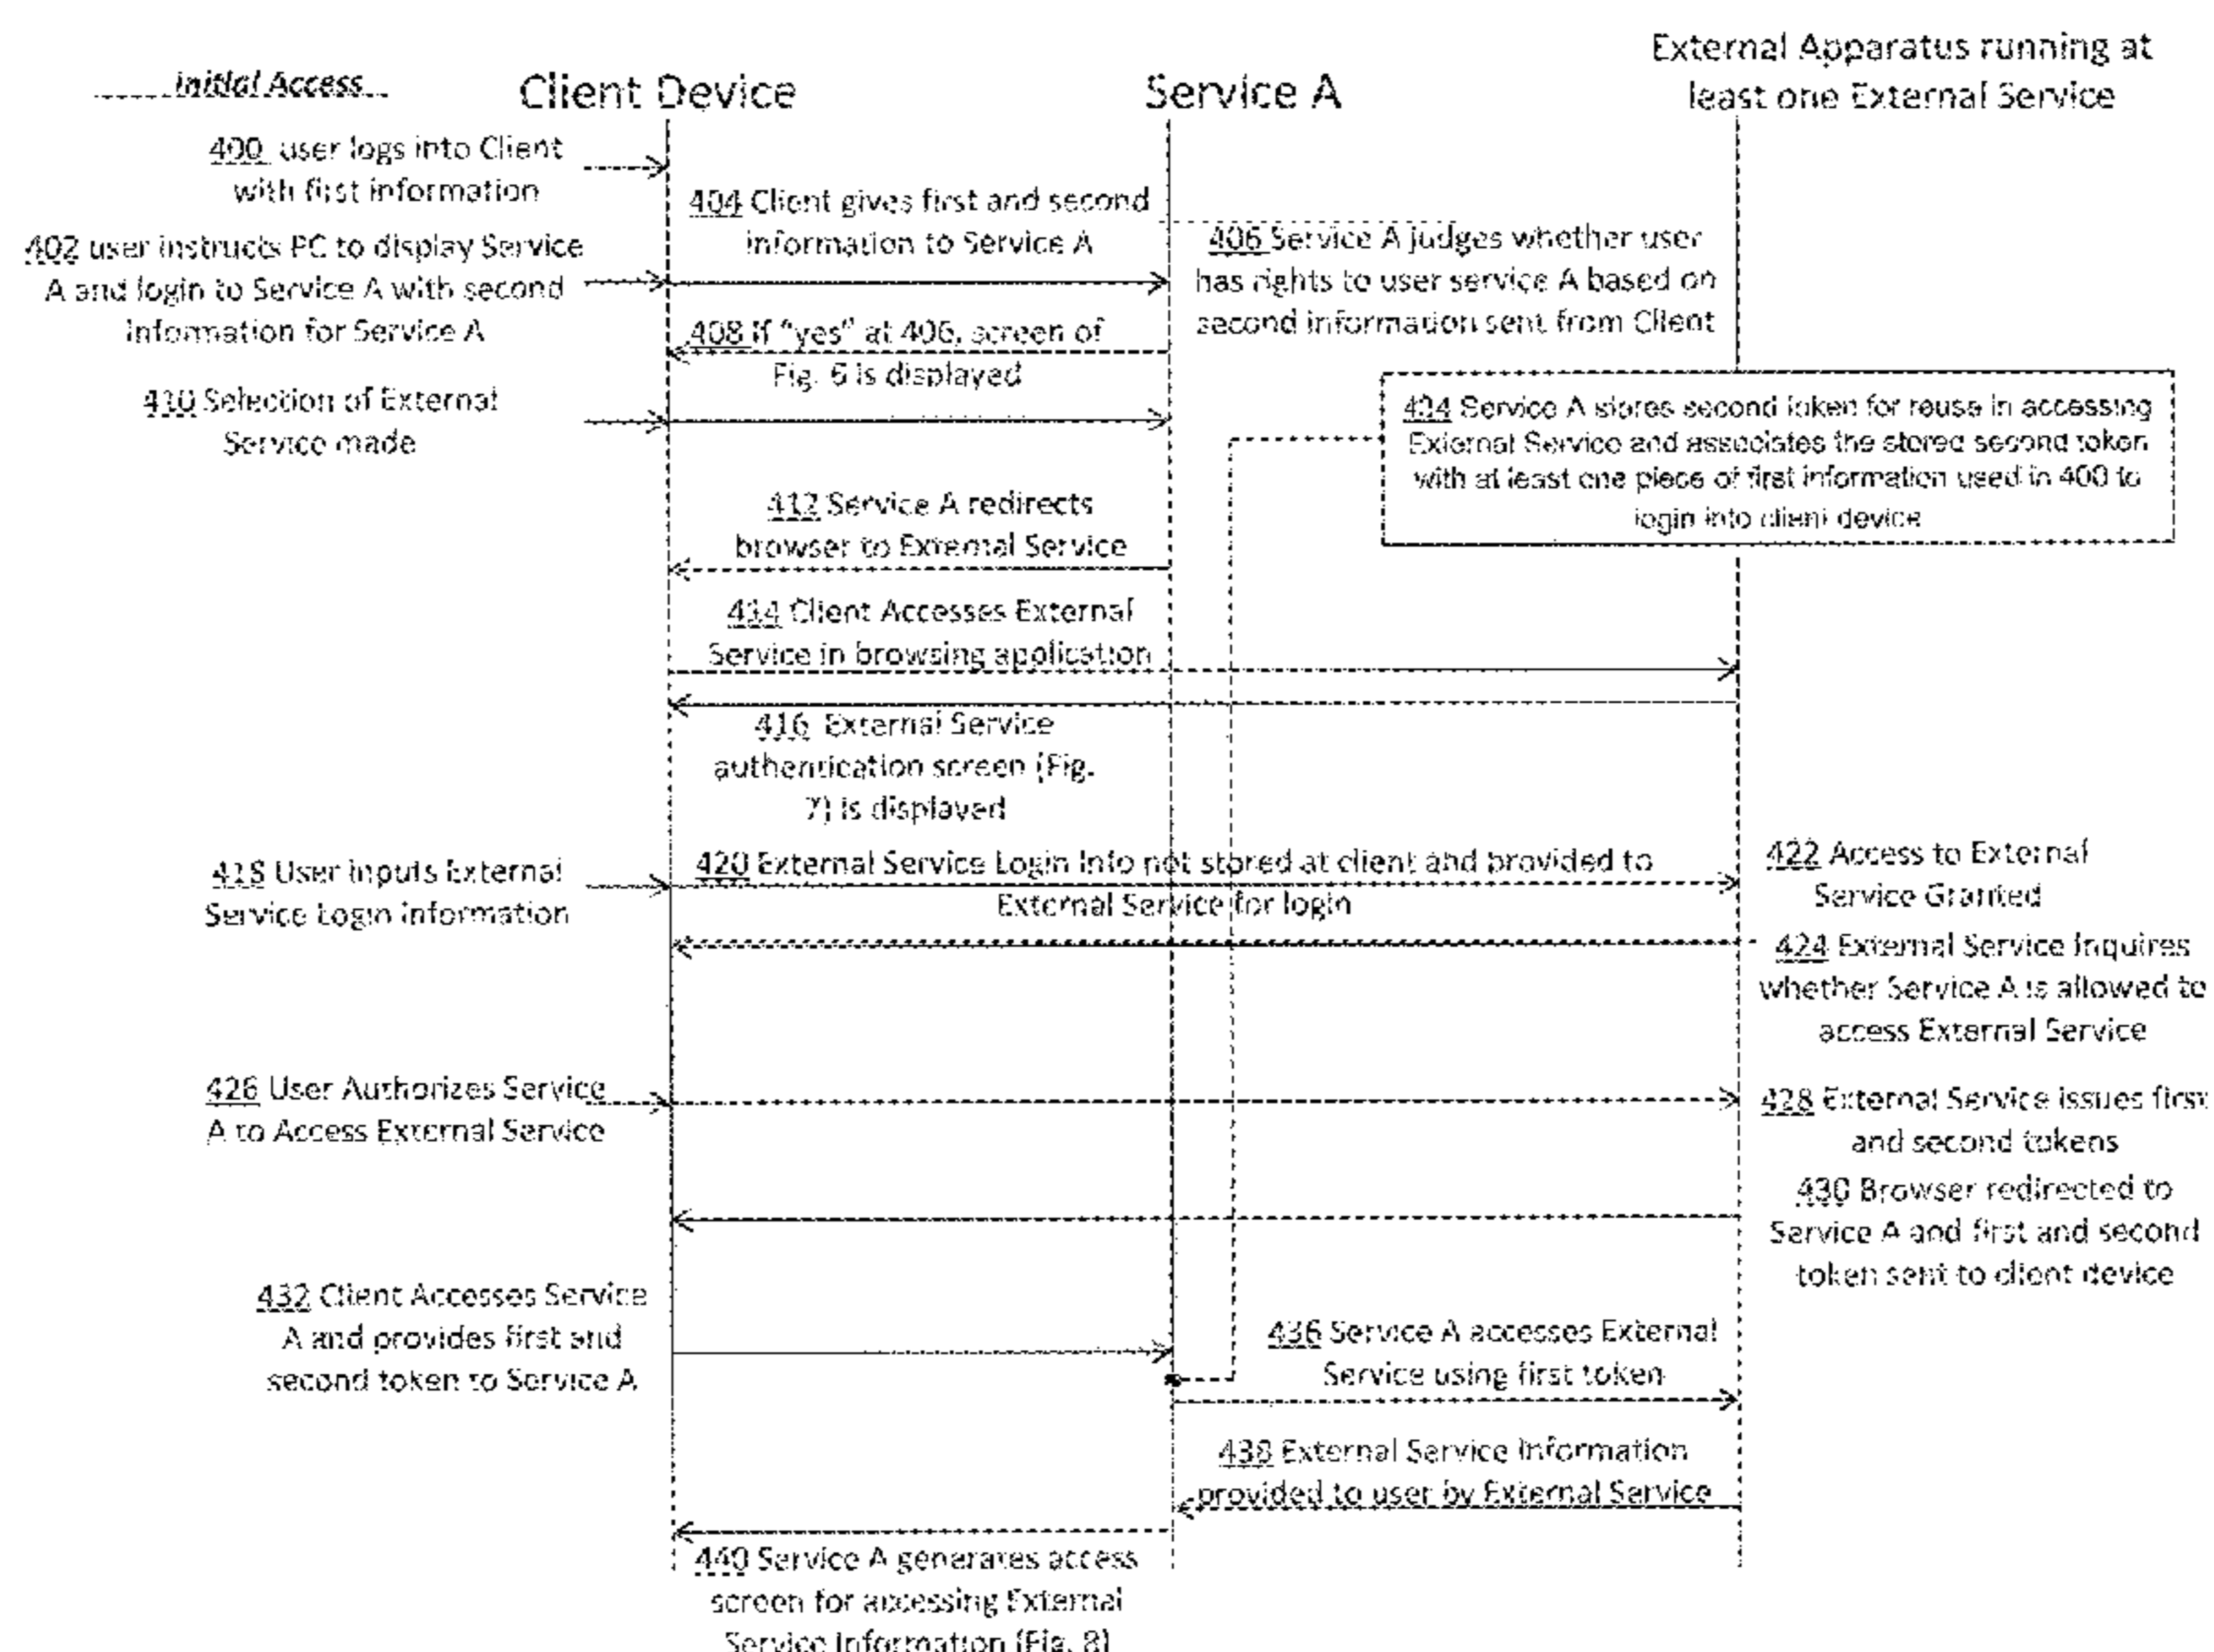 Initial Access
Client Device
Service A
External Apparatus running at
least one External Service
400 user logs into Client
with first information
402 user instructs PC to display Service
A and login to Service A with second
information for Service A
404 Client gives first and second
information to Service A
406 Service A judges whether user
has rights to user service A based on
second information sent from Client
408 If "yes" at 406, screen of
Fig. 6 is displayed
410 Selection of External
Service made
434 Service A stores second token for reuse in accessing
External Service and associates the stored second token
with at least one piece of first information used in 400 to
login into client device
412 Service A redirects
browser to External Service
414 Client Accesses External
Service in browsing application
416 External Service
authentication screen (Fig.
7) is displayed
418 User Inputs External
Service Login Information
420 External Service Login Info not stored at client and provided to
External Service for login
422 Access to External
Service Granted
424 External Service Inquires
whether Service A is allowed to
access External Service
426 User Authorizes Service
A to Access External Service
428 External Service issues first
and second tokens
430 Browser redirected to
Service A and first and second
token sent to client device
432 Client Accesses Service
A and provides first and
second token to Service A
436 Service A accesses External
Service using first token
438 External Service Information
provided to user by External Service
440 Service A generates access
screen for accessing External
Service Information (Fig. 8)